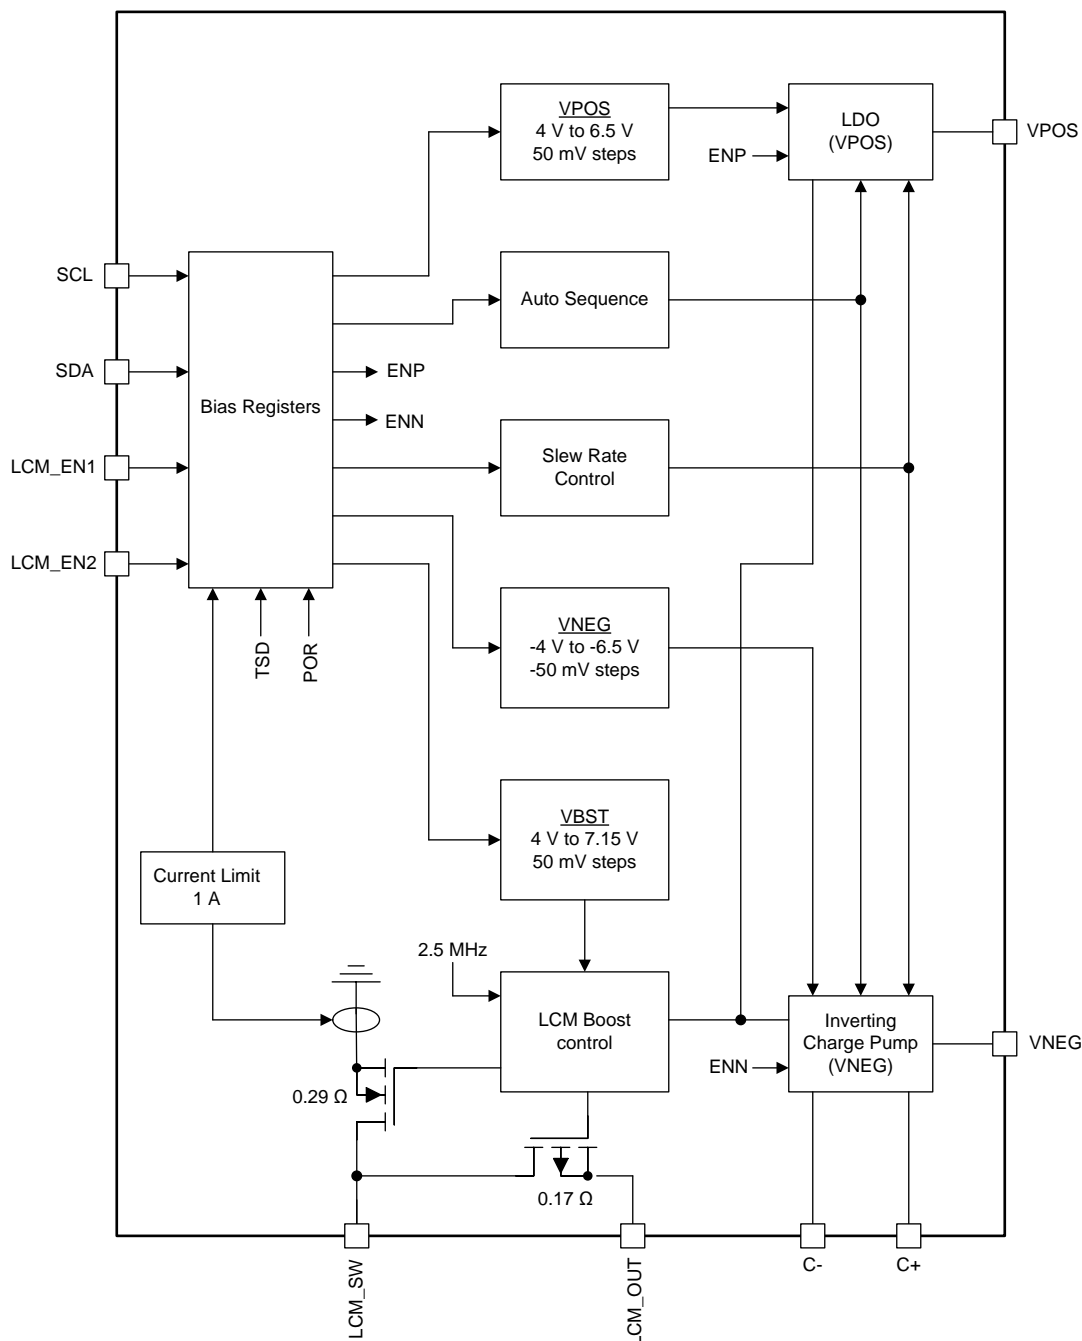 VPOS
4 V to 6.5 V
50 mV steps
LDO
(VPOS)
VPOS
ENP
SCL
Auto Sequence
SDA
ENP
Bias Registers
ENN
LCM_EN1
Slew Rate
Control
LCM_EN2
TSD
POR
VNEG
-4 V to -6.5 V
-50 mV steps
VBST
4 V to 7.15 V
50 mV steps
Current Limit
1 A
2.5 MHz
LCM Boost
control
Inverting
Charge Pump
(VNEG)
VNEG
ENN
0.29 Ω
0.17 Ω
LCM_SW
LCM_OUT
C-
C+